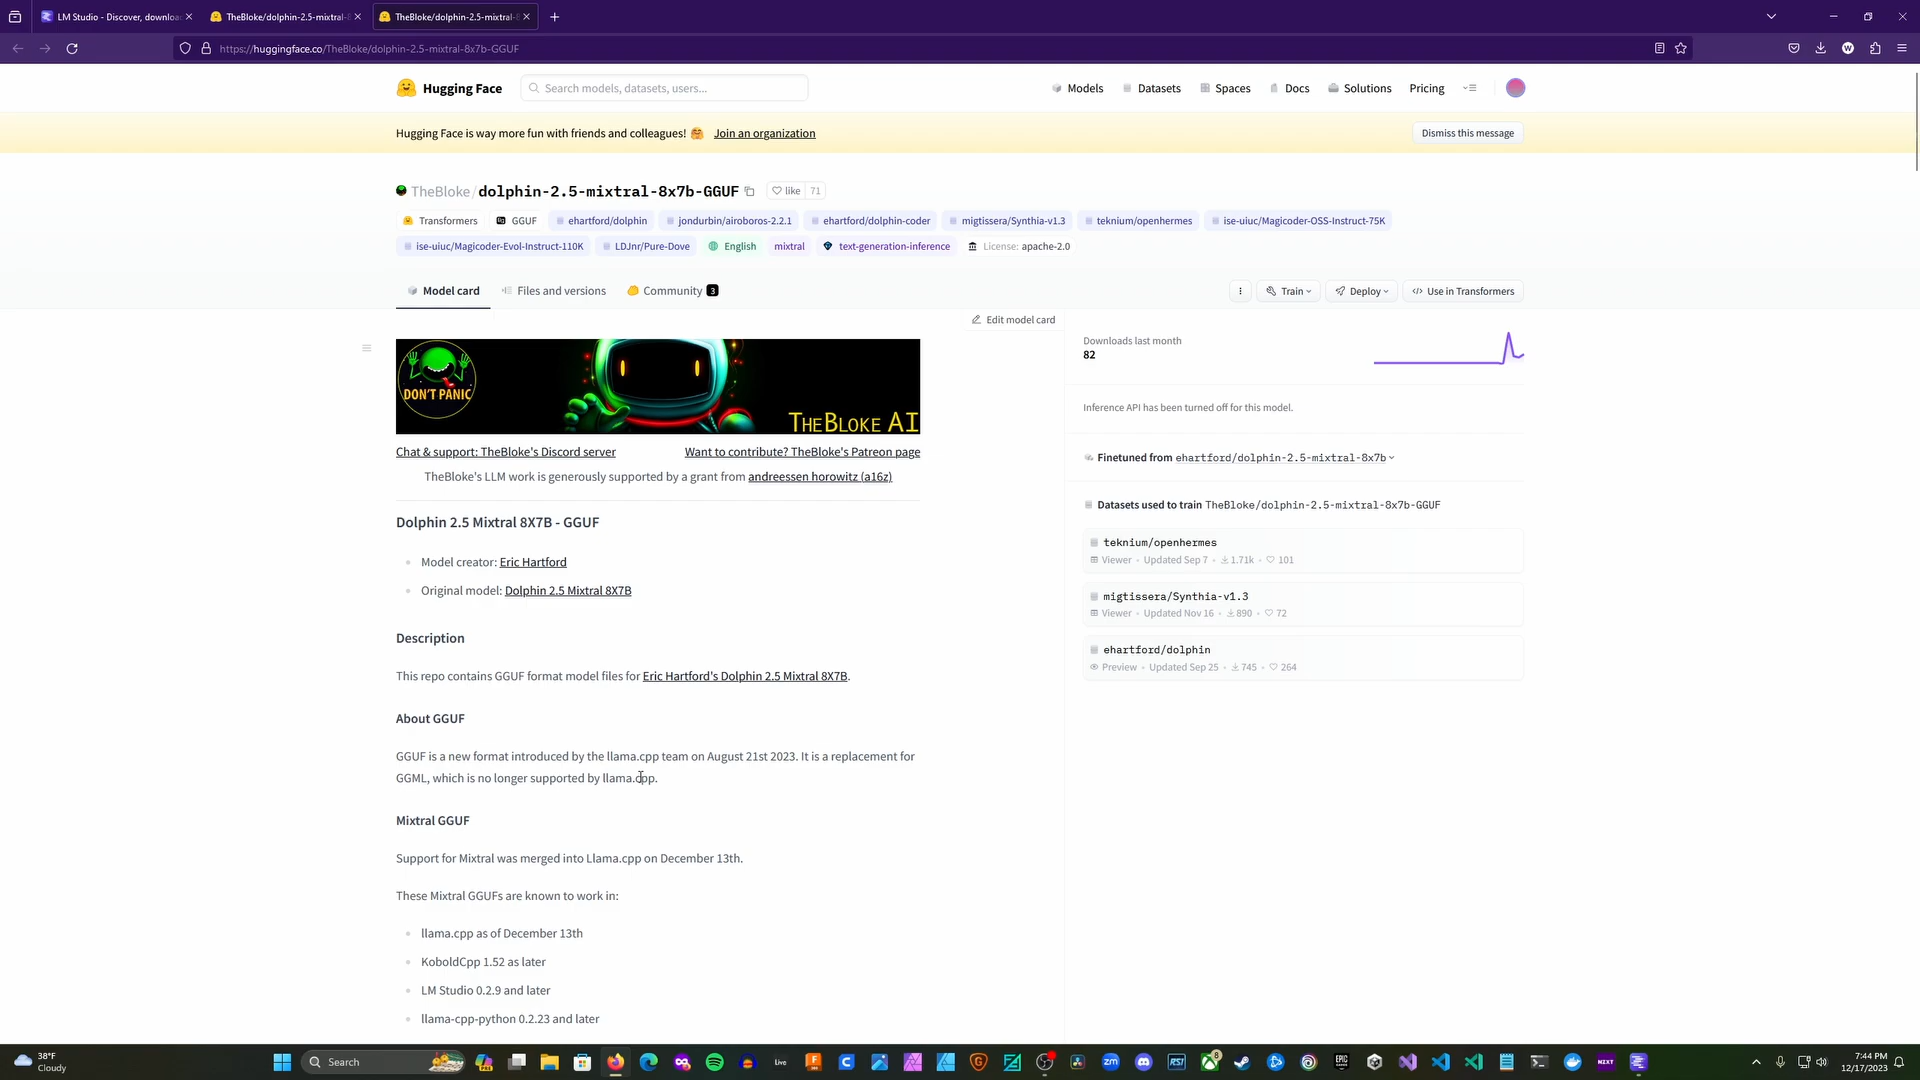 LM Studio - Discover, downloa
TheBloke/dolphin-2.5-mixtral-8
TheBloke/dolphin-2.5-mixtral-8
https://huggingface.co/TheBloke/dolphin-2.5-mixtral-8x7b-GGUF
Hugging Face
Search models, datasets, users...
Models
Datasets
Spaces
Docs
Solutions
Pricing
Hugging Face is way more fun with friends and colleagues! 🤗 Join an organization
Dismiss this message
TheBloke/dolphin-2.5-mixtral-8x7b-GGUF
like 71
Transformers GGUF ehartford/dolphin jondurbin/airoboros-2.2.1 ehartford/dolphin-coder migtissera/Synthia-v1.3 teknium/openhermes ise-uiuc/Magicoder-OSS-Instruct-75K
ise-uiuc/Magicoder-Evol-Instruct-110K LDJnr/Pure-Dove English mixtral text-generation-inference License: apache-2.0
Model card
Files and versions
Community 3
Train
Deploy
Use in Transformers
Edit model card
DON'T PANIC
THEBLOKE AI
Chat & support: TheBloke's Discord server
Want to contribute? TheBloke's Patreon page
TheBloke's LLM work is generously supported by a grant from andreessen horowitz (a16z)
Dolphin 2.5 Mixtral 8X7B - GGUF
Model creator: Eric Hartford
Original model: Dolphin 2.5 Mixtral 8X7B
Description
This repo contains GGUF format model files for Eric Hartford's Dolphin 2.5 Mixtral 8X7B.
About GGUF
GGUF is a new format introduced by the llama.cpp team on August 21st 2023. It is a replacement for
GGML, which is no longer supported by llama.cpp.
Mixtral GGUF
Support for Mixtral was merged into Llama.cpp on December 13th.
These Mixtral GGUFs are known to work in:
llama.cpp as of December 13th
KoboldCpp 1.52 as later
LM Studio 0.2.9 and later
llama-cpp-python 0.2.23 and later
Downloads last month
82
Inference API has been turned off for this model.
Finetuned from ehartford/dolphin-2.5-mixtral-8x7b
Datasets used to train TheBloke/dolphin-2.5-mixtral-8x7b-GGUF
teknium/openhermes
Viewer • Updated Sep 7 • 1.71k • 101
migtissera/Synthia-v1.3
Viewer • Updated Nov 16 • 890 • 72
ehartford/dolphin
Preview • Updated Sep 25 • 745 • 264
38°F
Cloudy
Search
Live
zm
RSI
EPIC
NZXT
7:44 PM
12/17/2023